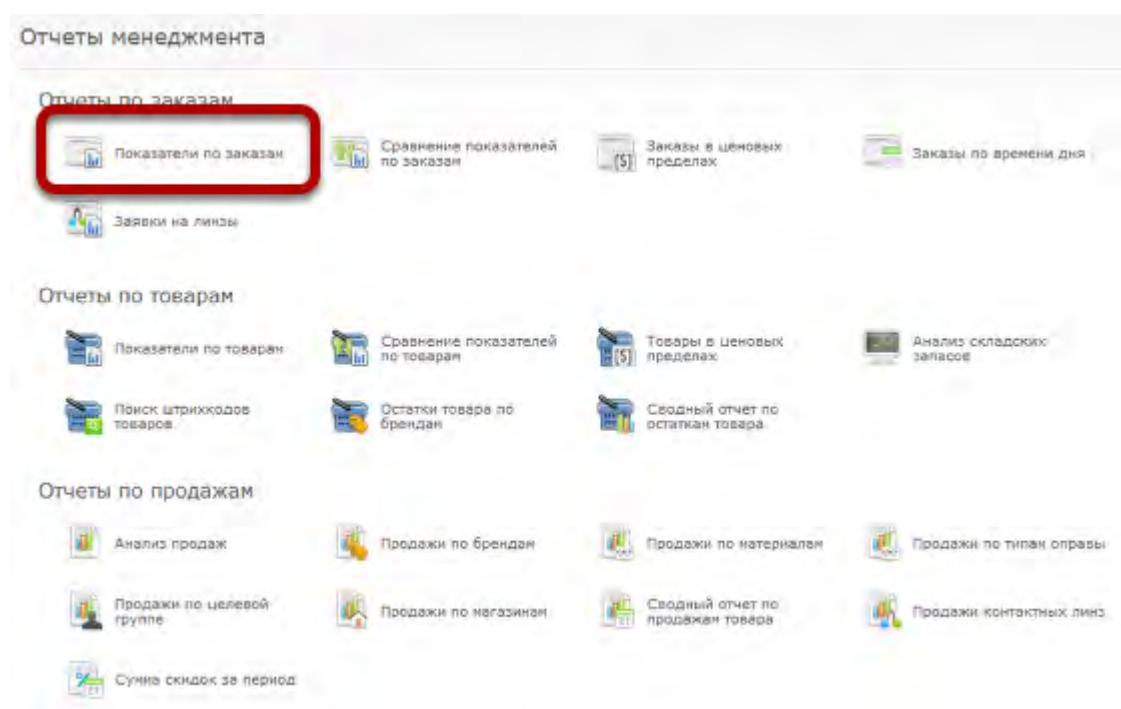 Отчеты менеджмента
Отчеты по заказам
Показатели по заказам
Сравнение показателей
по заказам
Заказы в ценовых
пределах
Заказы по времени дня
Заявки на линзы
Отчеты по товарам
Показатели по товарам
Сравнение показателей
по товарам
Товары в ценовых
пределах
Анализ складских
запасов
Поиск штрихкодов
товаров
Остатки товара по
брендам
Сводный отчет по
остаткам товара
Отчеты по продажам
Анализ продаж
Продажи по брендам
Продажи по материалам
Продажи по типам оправы
Продажи по целевой
группе
Продажи по магазинам
Сводный отчет по
продажам товара
Продажи контактных линз
Сумма скидок за период